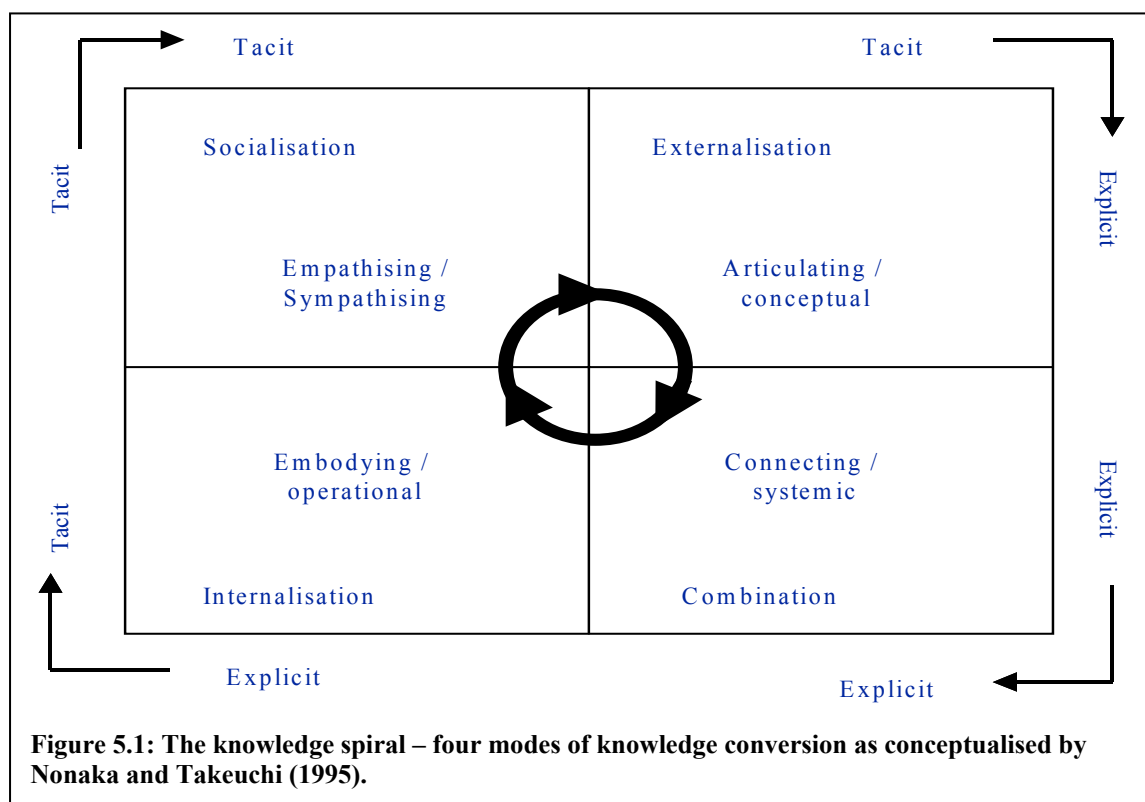 Tacit
Tacit
Tacit
Explicit
Socialisation
Externalisation
Empathising /
Sympathising
Articulating /
conceptual
Embodying /
operational
Connecting /
systemic
Tacit
Explicit
Internalisation
Combination
Explicit
Explicit
Figure 5.1: The knowledge spiral – four modes of knowledge conversion as conceptualised by
Nonaka and Takeuchi (1995).